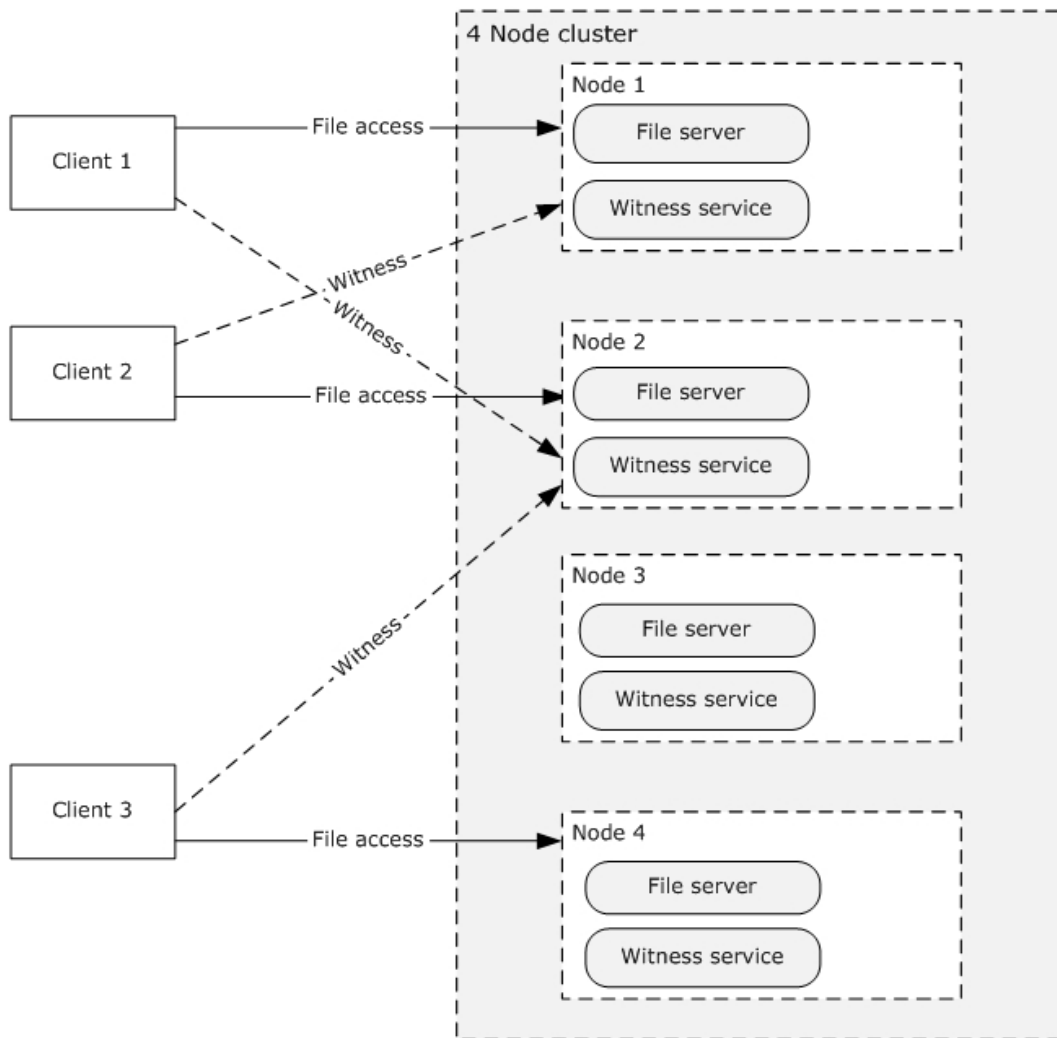 4 Node cluster
Node 1
File server
Witness service
Client 1
File access
Witness
Witness
Client 2
File access
Node 2
File server
Witness service
Node 3
File server
Witness service
Witness
Client 3
File access
Node 4
File server
Witness service